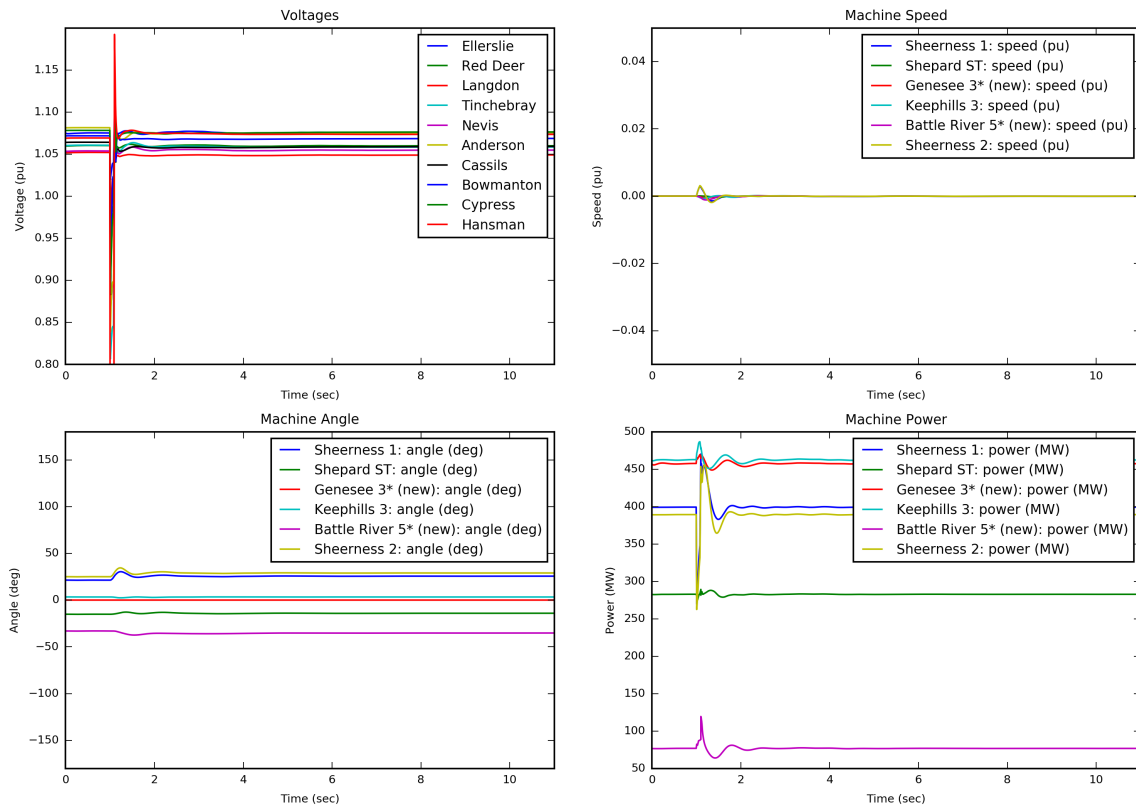 Voltages
1.15
1.10
1.05
1.00
0.95
0.90
0.85
0.80
Voltage (pu)
0 2 4 6 8 10
Time (sec)
Ellerslie
Red Deer
Langdon
Tinchebray
Nevis
Anderson
Cassils
Bowmanton
Cypress
Hansman
Machine Speed
0.04
0.02
0.00
−0.02
−0.04
Speed (pu)
0 2 4 6 8 10
Time (sec)
Sheerness 1: speed (pu)
Shepard ST: speed (pu)
Genesee 3* (new): speed (pu)
Keephills 3: speed (pu)
Battle River 5* (new): speed (pu)
Sheerness 2: speed (pu)
Machine Angle
150
100
50
0
−50
−100
−150
Angle (deg)
0 2 4 6 8 10
Time (sec)
Sheerness 1: angle (deg)
Shepard ST: angle (deg)
Genesee 3* (new): angle (deg)
Keephills 3: angle (deg)
Battle River 5* (new): angle (deg)
Sheerness 2: angle (deg)
Machine Power
500
450
400
350
300
250
200
150
100
50
Power (MW)
0 2 4 6 8 10
Time (sec)
Sheerness 1: power (MW)
Shepard ST: power (MW)
Genesee 3* (new): power (MW)
Keephills 3: power (MW)
Battle River 5* (new): power (MW)
Sheerness 2: power (MW)